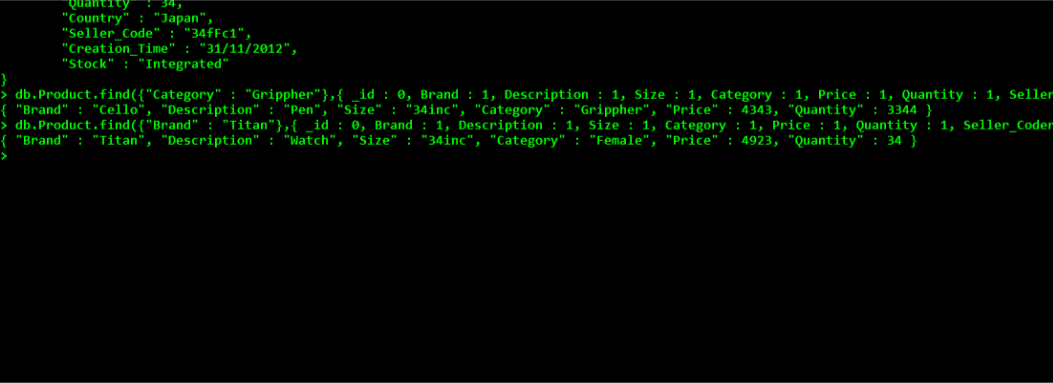 "Quantity" : 34,
"Country" : "Japan",
"Seller_Code" : "34fFc1",
"Creation_Time" : "31/11/2012",
"Stock" : "Integrated"
}
> db.Product.find({"Category" : "Grippher"},{ _id : 0, Brand : 1, Description : 1, Size : 1, Category : 1, Price : 1, Quantity : 1, Seller
{ "Brand" : "Cello", "Description" : "Pen", "Size" : "34inc", "Category" : "Grippher", "Price" : 4343, "Quantity" : 3344 }
> db.Product.find({"Brand" : "Titan"},{ _id : 0, Brand : 1, Description : 1, Size : 1, Category : 1, Price : 1, Quantity : 1, Seller_Coder
{ "Brand" : "Titan", "Description" : "Watch", "Size" : "34inc", "Category" : "Female", "Price" : 4923, "Quantity" : 34 }
>